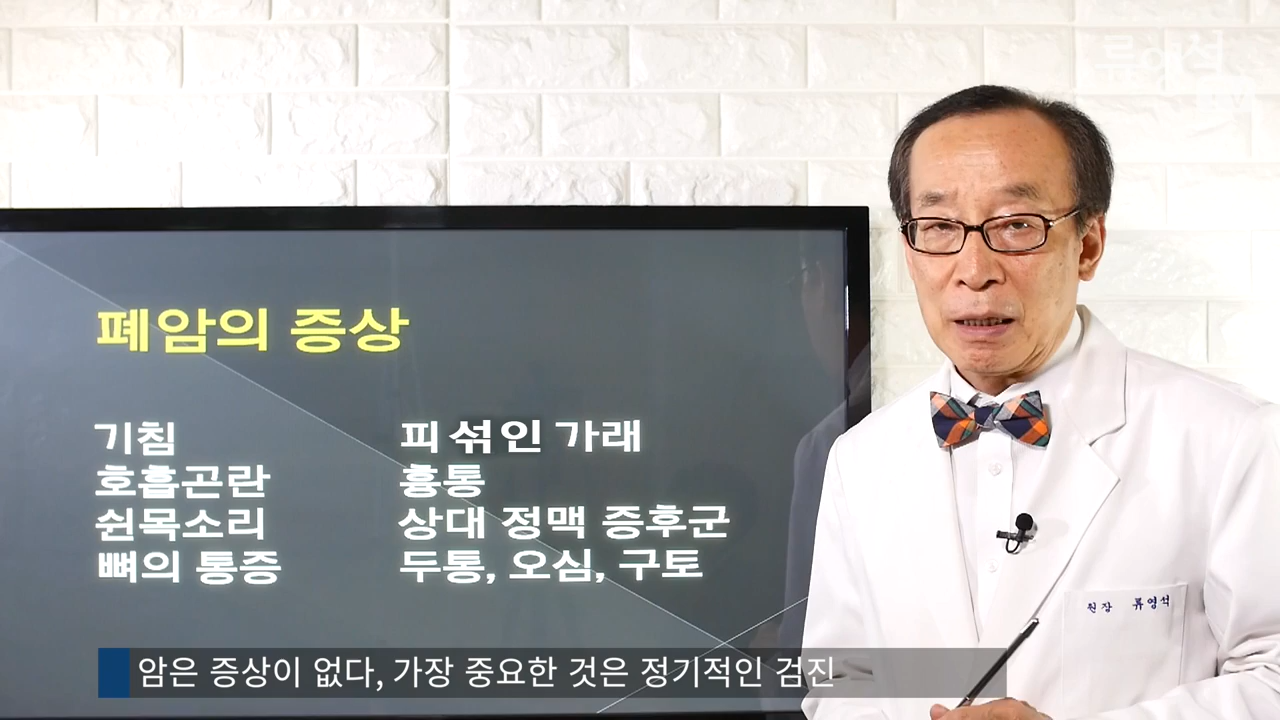 류영석
폐암의 증상
기침
피 섞인 가래
호흡곤란
흉통
쉰목소리
상대 정맥 증후군
뼈의 통증
두통, 오심, 구토
원장 류영석
암은 증상이 없다, 가장 중요한 것은 정기적인 검진